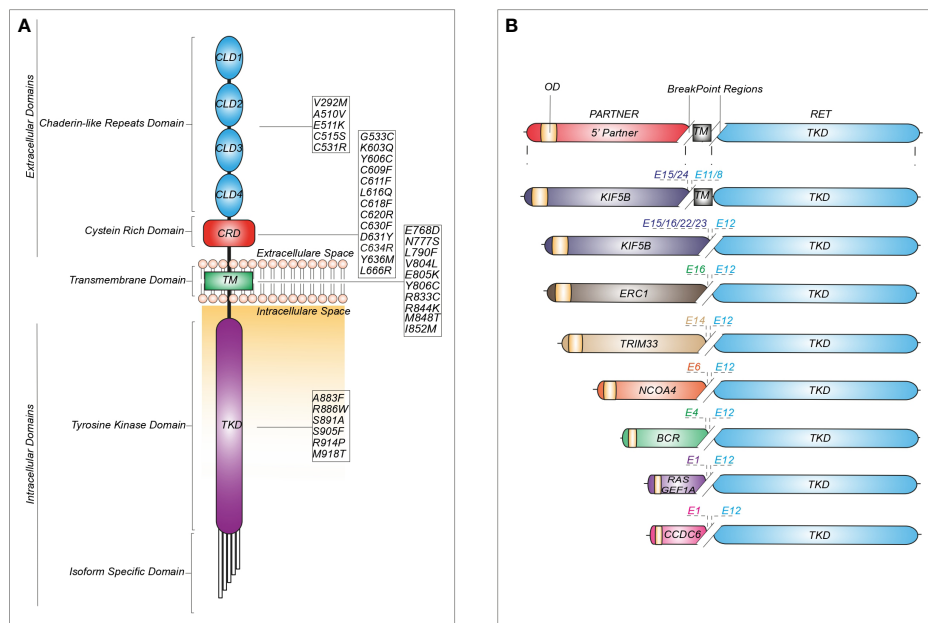 A
Extracellular Domains
Intracellular Domains
Chaderin-like Repeats Domain
Cystein Rich Domain
Transmembrane Domain
Tyrosine Kinase Domain
Isoform Specific Domain
CLD1
CLD2
CLD3
CLD4
CRD
TM
TKD
Extracellulare Space
Intracellulare Space
V292M
A510V
E511K
C515S
C531R
G533C
K603Q
Y606C
C609F
C611F
L616Q
C618F
C620R
C630F
D631Y
C634R
Y636M
L666R
E768D
N777S
L790F
V804L
E805K
Y806C
R833C
R844K
M848T
I852M
A883F
R886W
S891A
S905F
R914P
M918T
B
OD
BreakPoint Regions
PARTNER
RET
5' Partner
TM
TKD
E15/24
E11/8
KIF5B
TM
TKD
E15/16/22/23
E12
KIF5B
TKD
E16
E12
ERC1
TKD
E14
E12
TRIM33
TKD
E6
E12
NCOA4
TKD
E4
E12
BCR
TKD
E1
E12
RAS
GEF1A
TKD
E1
E12
CCDC6
TKD